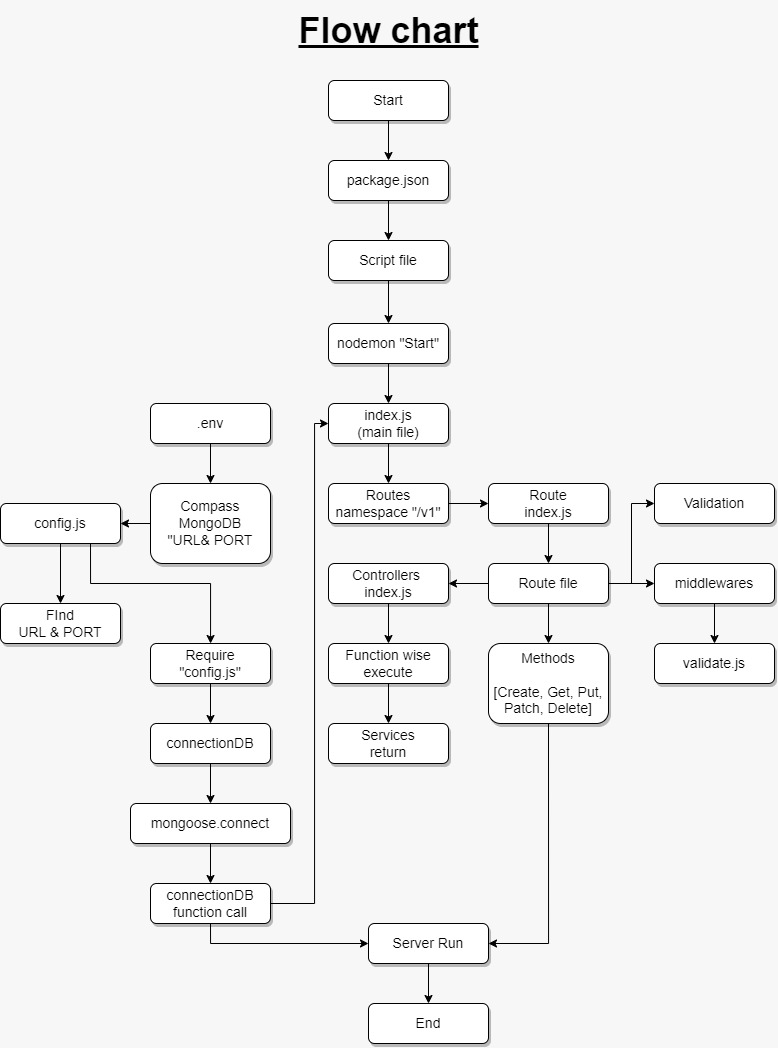 Flow chart
Start
package.json
Script file
nodemon "Start"
.env
index.js
(main file)
config.js
Compass
MongoDB
"URL& PORT
Routes
namespace "/v1"
Route
index.js
Validation
Controllers
index.js
Route file
middlewares
FInd
URL & PORT
Require
"config.js"
Function wise
execute
Methods
[Create, Get, Put,
Patch, Delete]
validate.js
connectionDB
Services
return
mongoose.connect
connectionDB
function call
Server Run
End